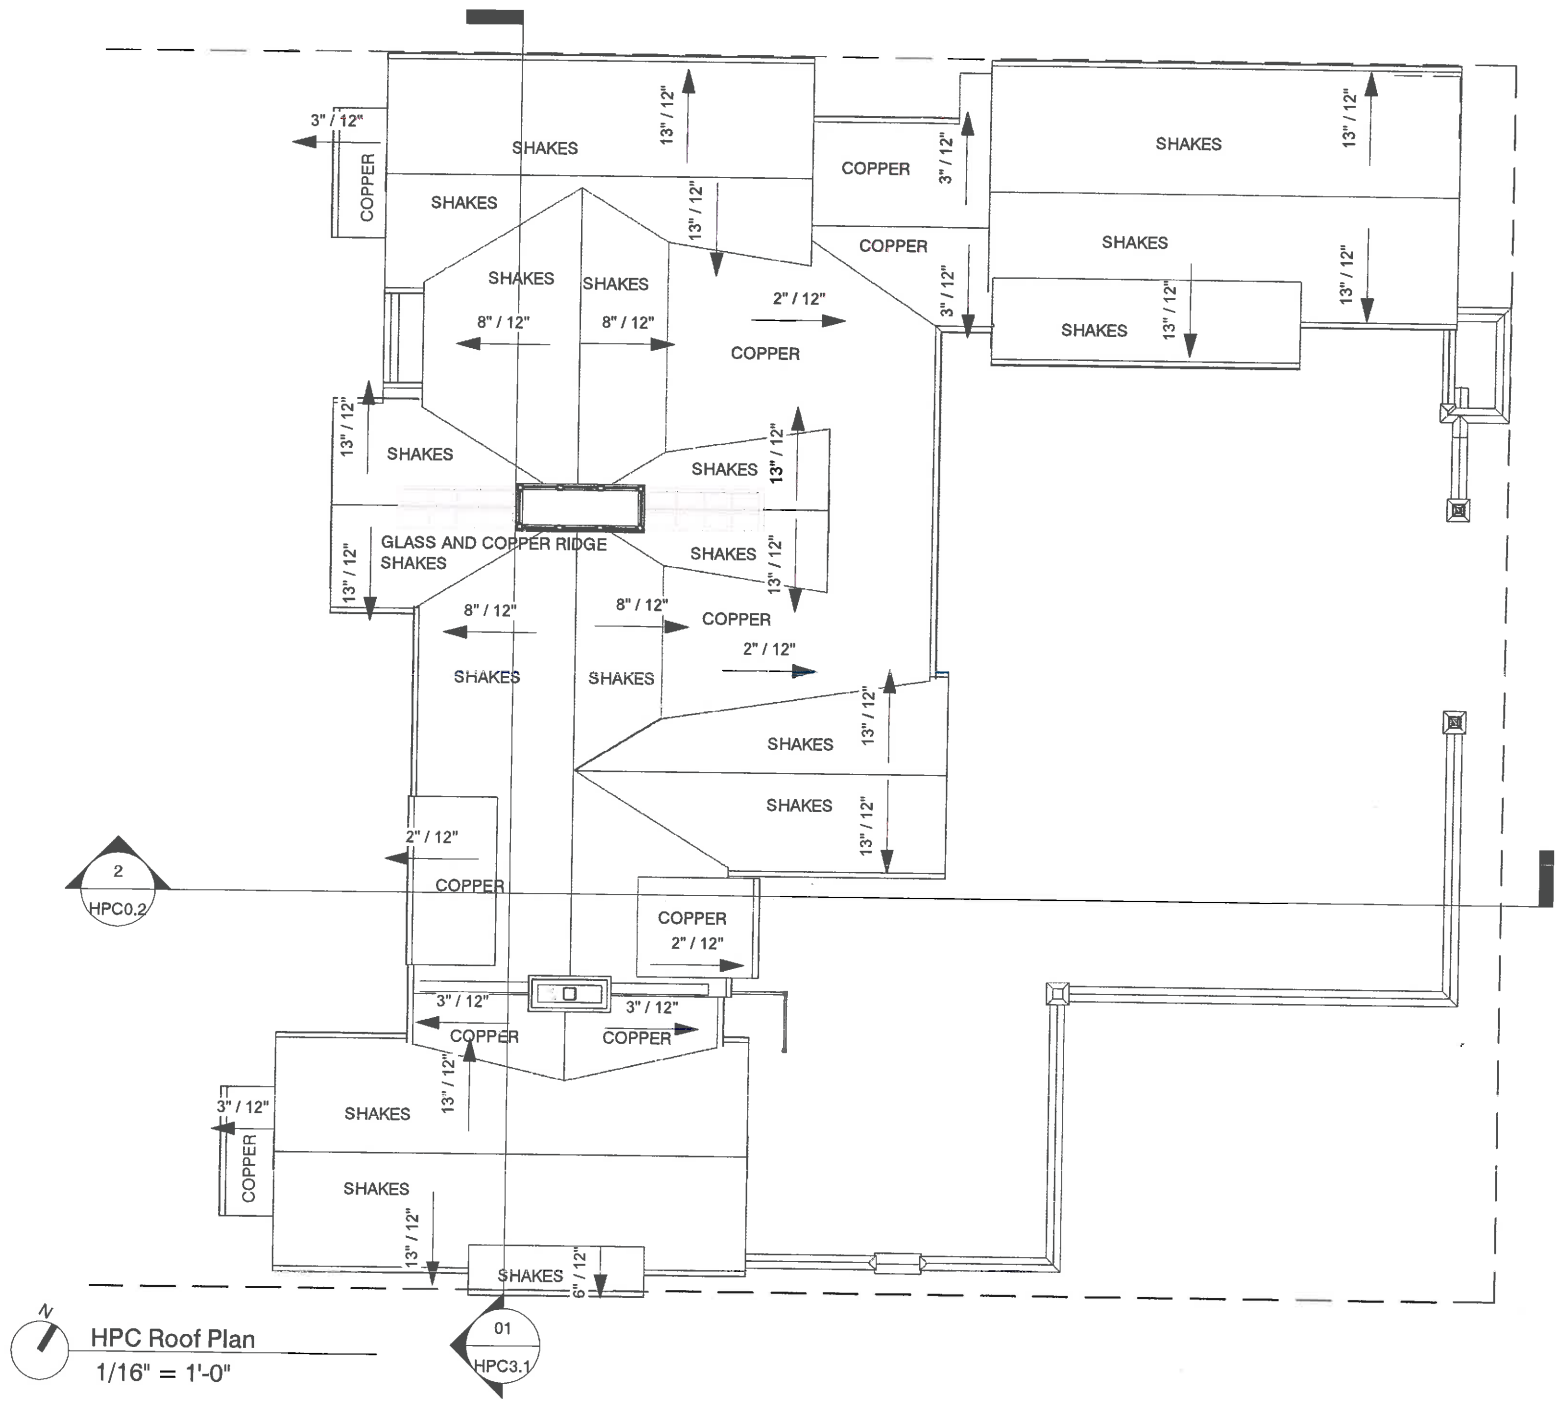 3" / 12"
COPPER
SHAKES
13" / 12"
SHAKES
13" / 12"
COPPER
3" / 12"
COPPER
3" / 12"
SHAKES
13" / 12"
SHAKES
13" / 12"
SHAKES
13" / 12"
SHAKES
SHAKES
8" / 12"
8" / 12"
2" / 12"
COPPER
13" / 12"
SHAKES
SHAKES
13" / 12"
GLASS AND COPPER RIDGE
SHAKES
13" / 12"
SHAKES
13" / 12"
8" / 12"
8" / 12"
COPPER
2" / 12"
SHAKES
SHAKES
SHAKES
13" / 12"
SHAKES
13" / 12"
2" / 12"
COPPER
2
HPC0.2
COPPER
2" / 12"
3" / 12"
COPPER
3" / 12"
COPPER
13" / 12"
3" / 12"
COPPER
SHAKES
SHAKES
13" / 12"
SHAKES
6" / 12"
N
HPC Roof Plan
1/16" = 1'-0"
01
HPC3.1